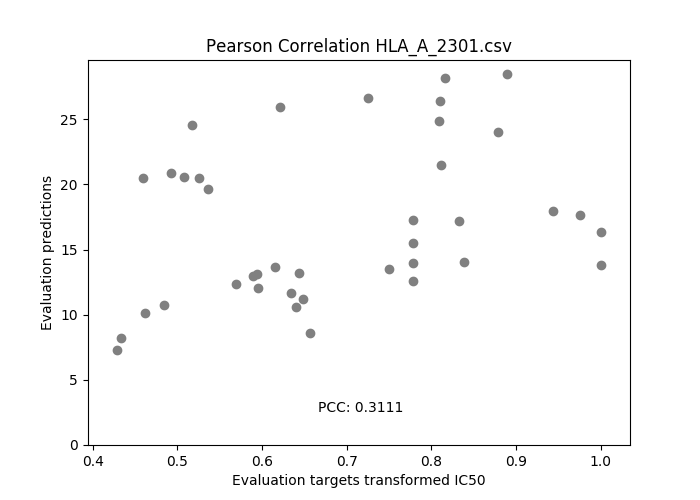 Pearson Correlation HLA_A_2301.csv
25
20
15
10
5
0
Evaluation predictions
PCC: 0.3111
0.4 0.5 0.6 0.7 0.8 0.9 1.0
Evaluation targets transformed IC50